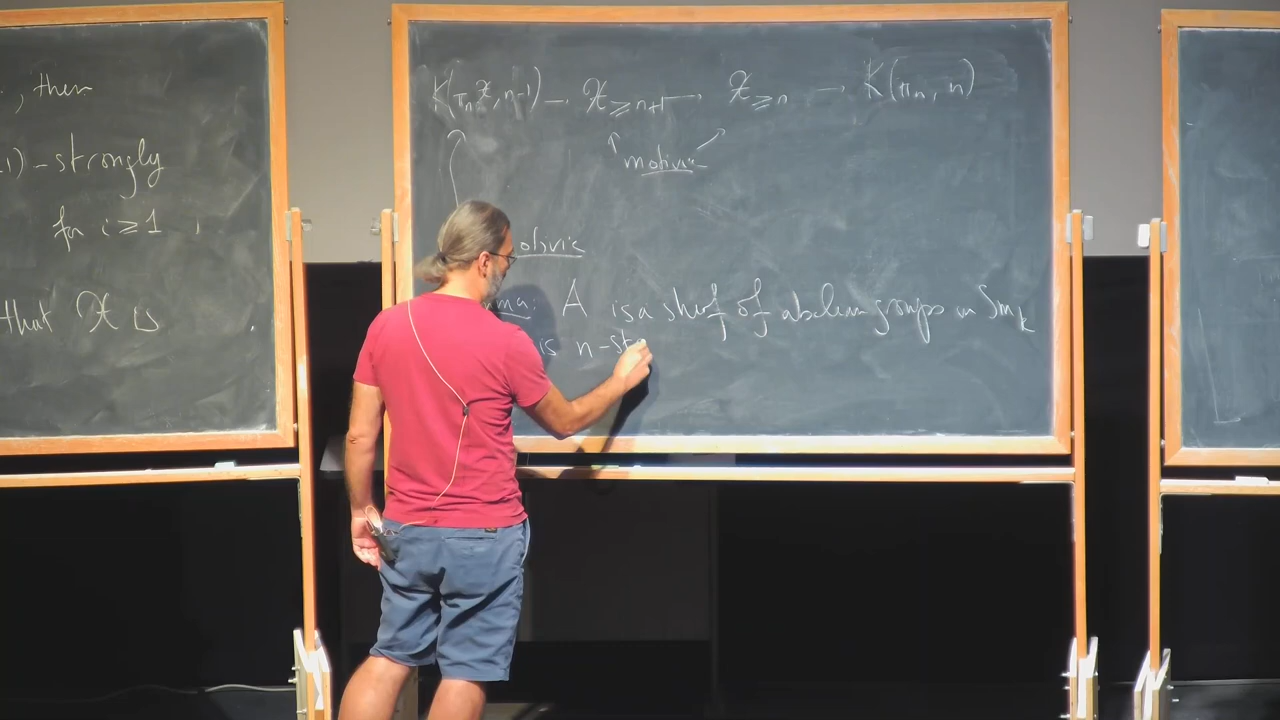 , then
1)-strongly
for i ≥ 1 ,
that 𝒳 is
K(πₙ𝒳, n-1) → 𝒳≥n+1 → 𝒳≥n → K(πₙ, n)
motivic
otivic
ma: A is a sheaf of abelian groups on Smₖ
is n-st